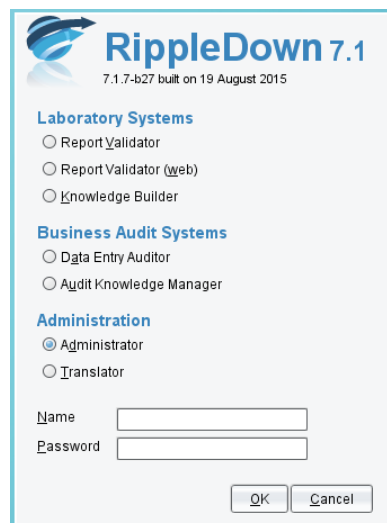 RippleDown 7.1
7.1.7-b27 built on 19 August 2015
Laboratory Systems
Report Validator
Report Validator (web)
Knowledge Builder
Business Audit Systems
Data Entry Auditor
Audit Knowledge Manager
Administration
Administrator
Translator
Name
Password
OK Cancel